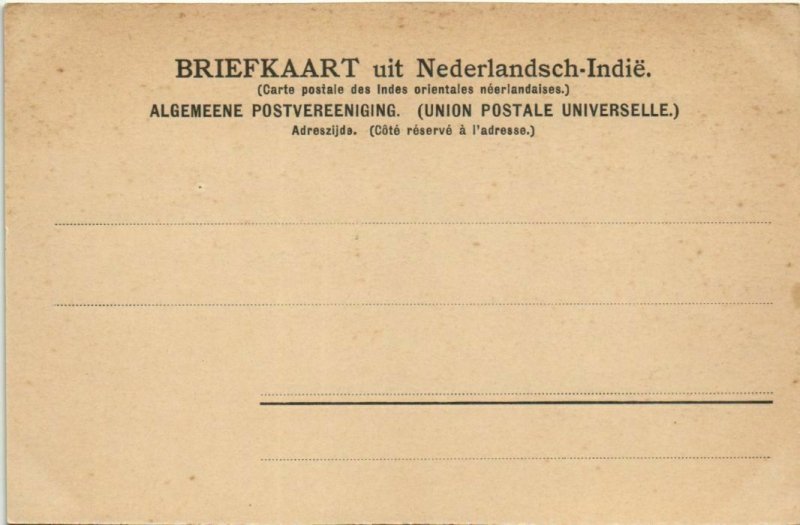 BRIEFKAART uit Nederlandsch-Indië.
(Carte postale des Indes orientales néerlandaises.)
ALGEMEENE POSTVEREENIGING. (UNION POSTALE UNIVERSELLE.)
Adreszijde. (Côté réservé à l'adresse.)